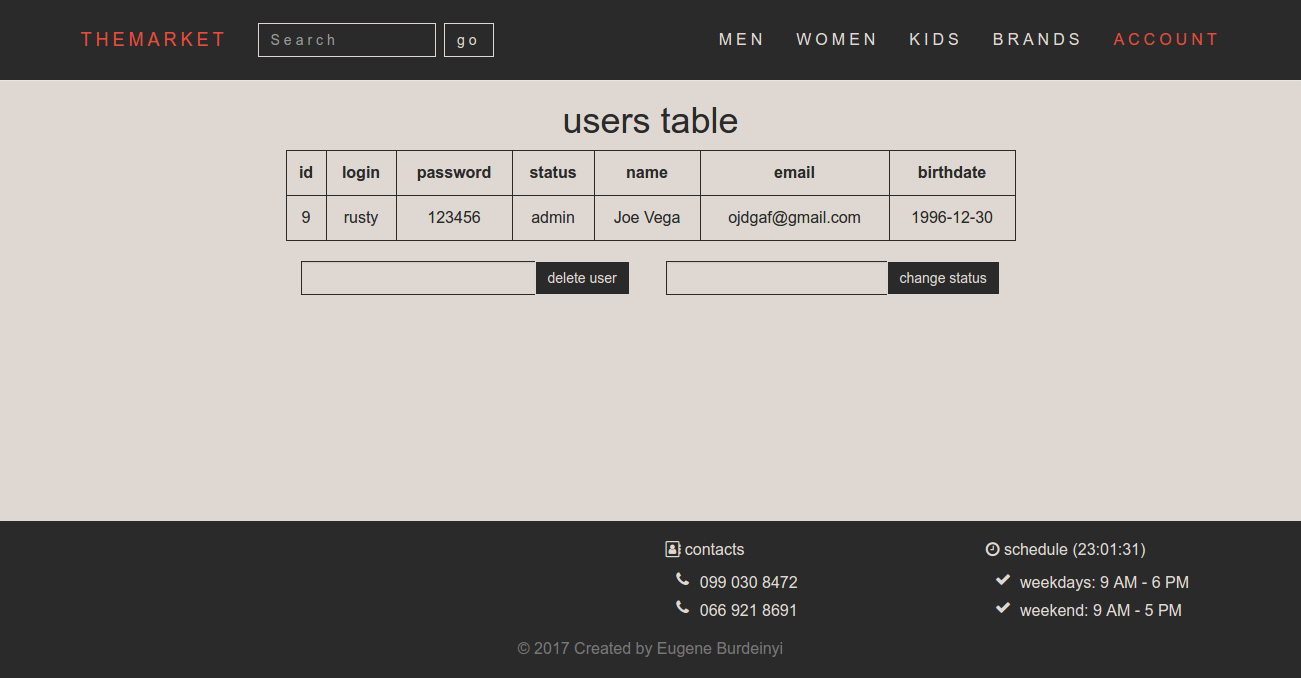 THEMARKET Search go MEN WOMEN KIDS BRANDS ACCOUNT
users table
id login password status name email birthdate
9 rusty 123456 admin Joe Vega ojdgaf@gmail.com 1996-12-30
delete user change status
contacts schedule (23:01:31)
099 030 8472 weekdays: 9 AM - 6 PM
066 921 8691 weekend: 9 AM - 5 PM
© 2017 Created by Eugene Burdeinyi